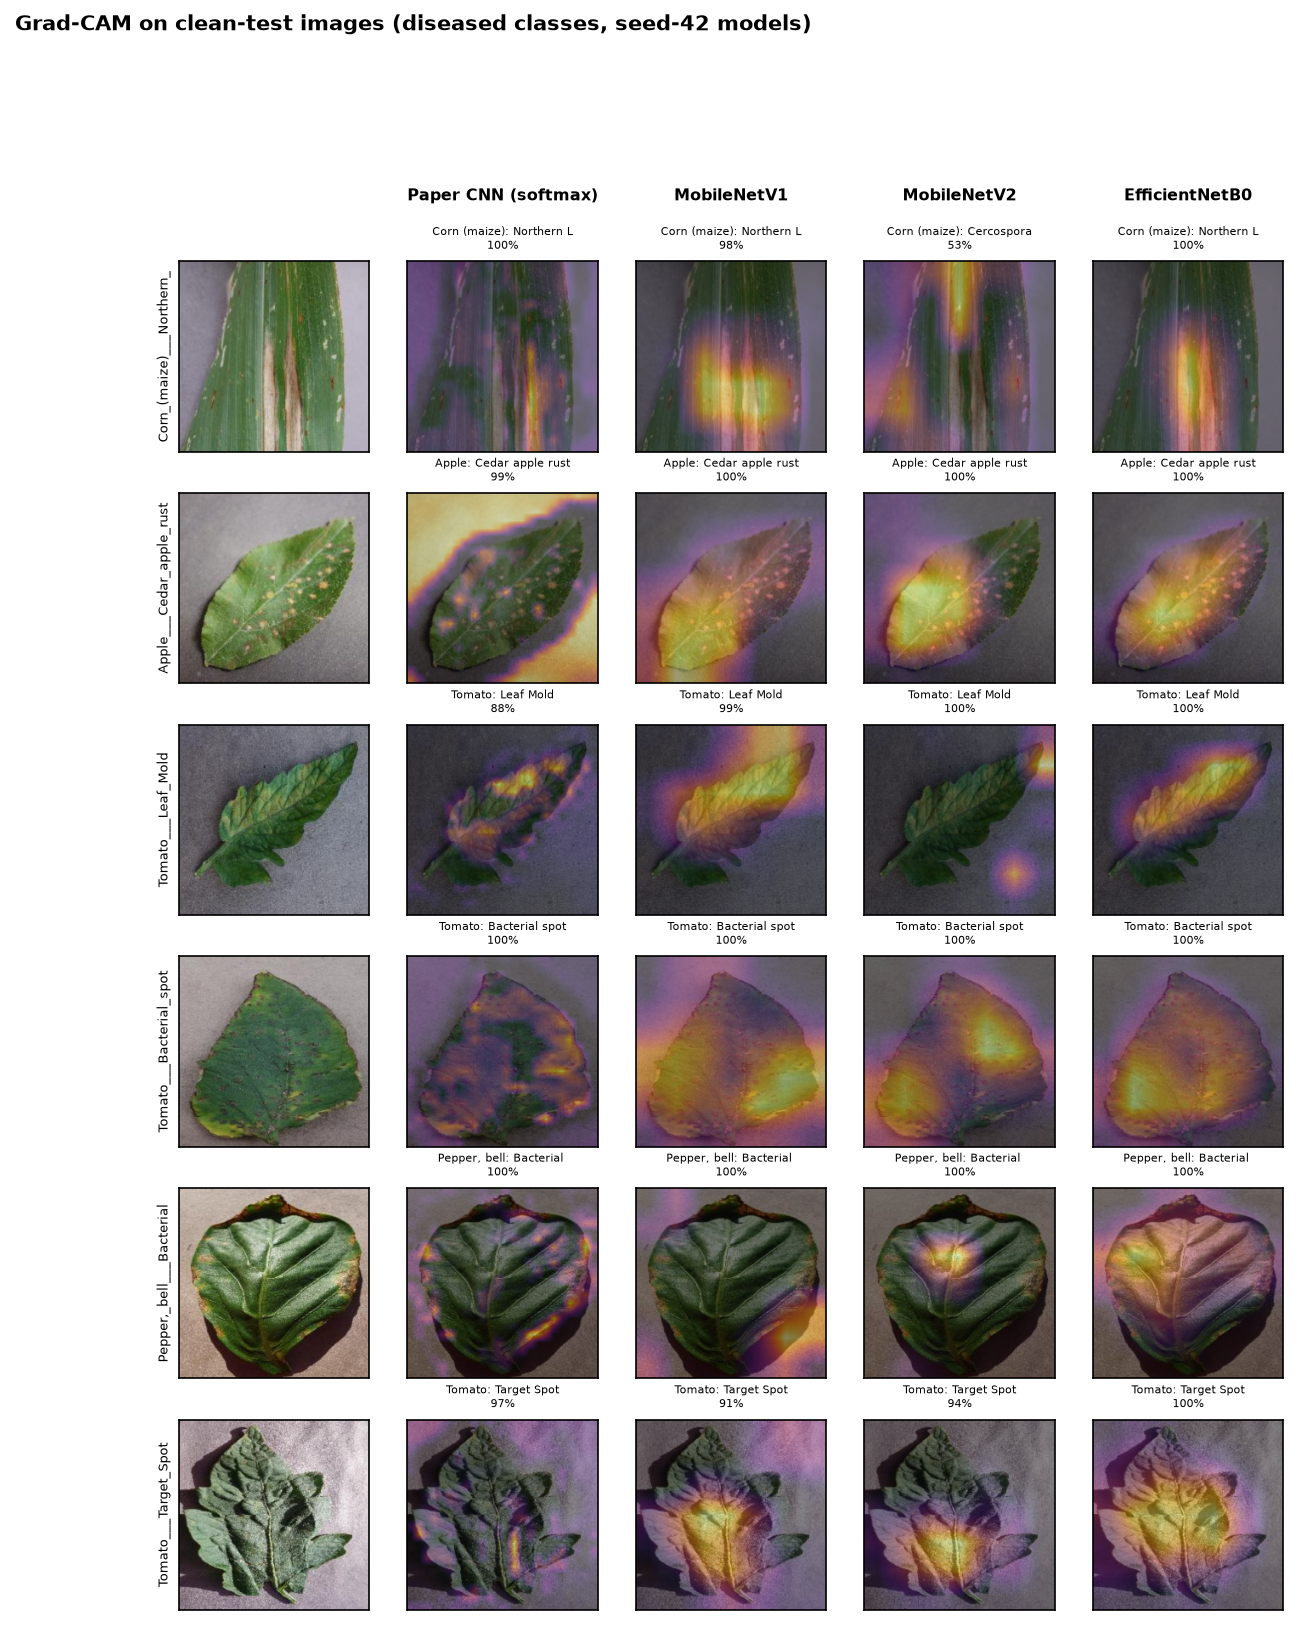 Grad-CAM on clean-test images (diseased classes, seed-42 models)
Paper CNN (softmax) MobileNetV1 MobileNetV2 EfficientNetB0
Corn (maize): Northern L Corn (maize): Northern L Corn (maize): Cercospora Corn (maize): Northern L
100% 98% 53% 100%
Corn_(maize)___Northern_
Apple: Cedar apple rust Apple: Cedar apple rust Apple: Cedar apple rust Apple: Cedar apple rust
99% 100% 100% 100%
Apple___Cedar_apple_rust
Tomato: Leaf Mold Tomato: Leaf Mold Tomato: Leaf Mold Tomato: Leaf Mold
88% 99% 100% 100%
Tomato___Leaf_Mold
Tomato: Bacterial spot Tomato: Bacterial spot Tomato: Bacterial spot Tomato: Bacterial spot
100% 100% 100% 100%
Tomato___Bacterial_spot
Pepper, bell: Bacterial Pepper, bell: Bacterial Pepper, bell: Bacterial Pepper, bell: Bacterial
100% 100% 100% 100%
Pepper,_bell___Bacterial
Tomato: Target Spot Tomato: Target Spot Tomato: Target Spot Tomato: Target Spot
97% 91% 94% 100%
Tomato___Target_Spot